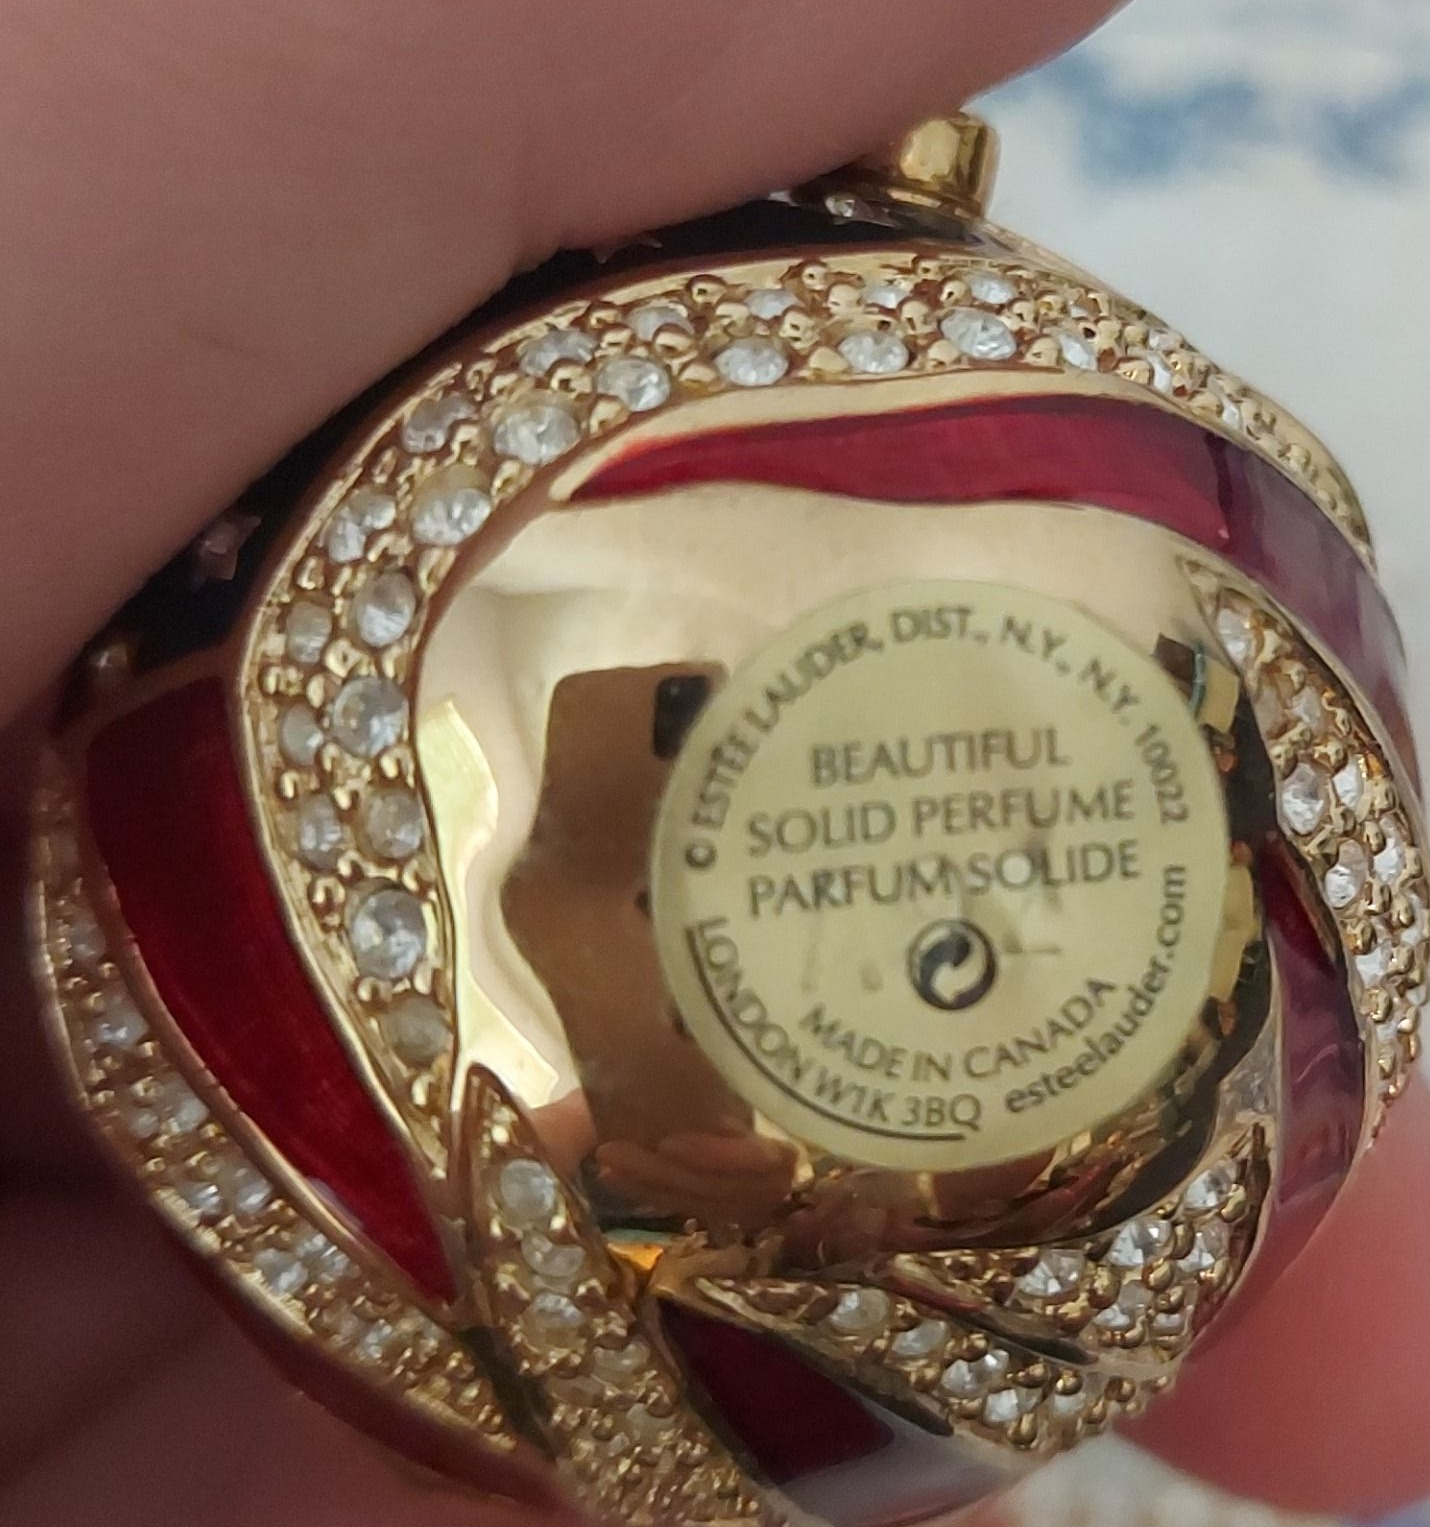 © ESTĒE LAUDER, DIST., N.Y., N.Y. 10022
BEAUTIFUL
SOLID PERFUME
PARFUM SOLIDE
MADE IN CANADA
LONDON W1K 3BQ esteelauder.com